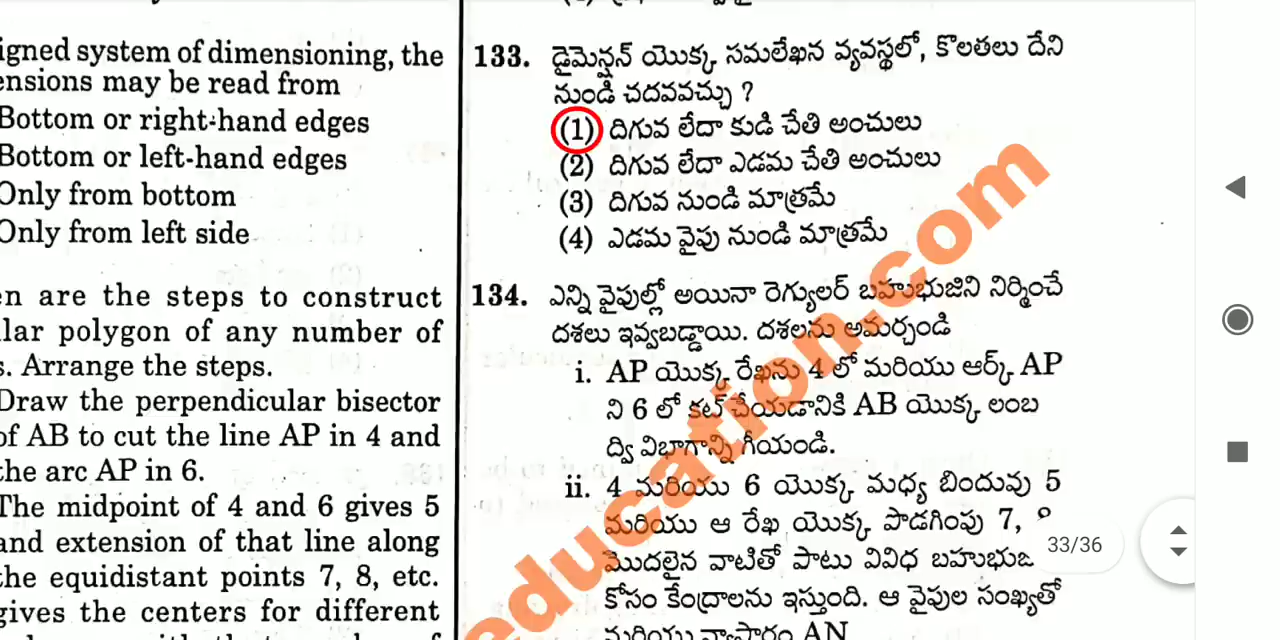 igned system of dimensioning, the
ensions may be read from
Bottom or right-hand edges
Bottom or left-hand edges
Only from bottom
Only from left side
en are the steps to construct
lar polygon of any number of
s. Arrange the steps.
Draw the perpendicular bisector
of AB to cut the line AP in 4 and
the arc AP in 6.
The midpoint of 4 and 6 gives 5
and extension of that line along
the equidistant points 7, 8, etc.
gives the centers for different
133. డైమెన్షన్ యొక్క సమలేఖన వ్యవస్థలో, కొలతలు దేని
నుండి చదవవచ్చు ?
(1) దిగువ లేదా కుడి చేతి అంచులు
(2) దిగువ లేదా ఎడమ చేతి అంచులు
(3) దిగువ నుండి మాత్రమే
(4) ఎడమ వైపు నుండి మాత్రమే
134. ఎన్ని వైపుల్లో అయినా రెగ్యులర్ బహుభుజిని నిర్మించే
దశలు ఇవ్వబడ్డాయి. దశలను అమర్చండి
i. AP యొక్క రేఖను 4 లో మరియు ఆర్క్ AP
ని 6 లో కట్‌చేయడానికి AB యొక్క లంబ
ద్వి విభాగాన్ని గీయండి.
ii. 4 మరియు 6 యొక్క మధ్య బిందువు 5
మరియు ఆ రేఖ యొక్క పొడగింపు 7,
మొదలైన వాటితో పాటు వివిధ
కోసం కేంద్రాలను ఇస్తుంది. ఆ వైపుల సంఖ్యతో
education.com
33/36